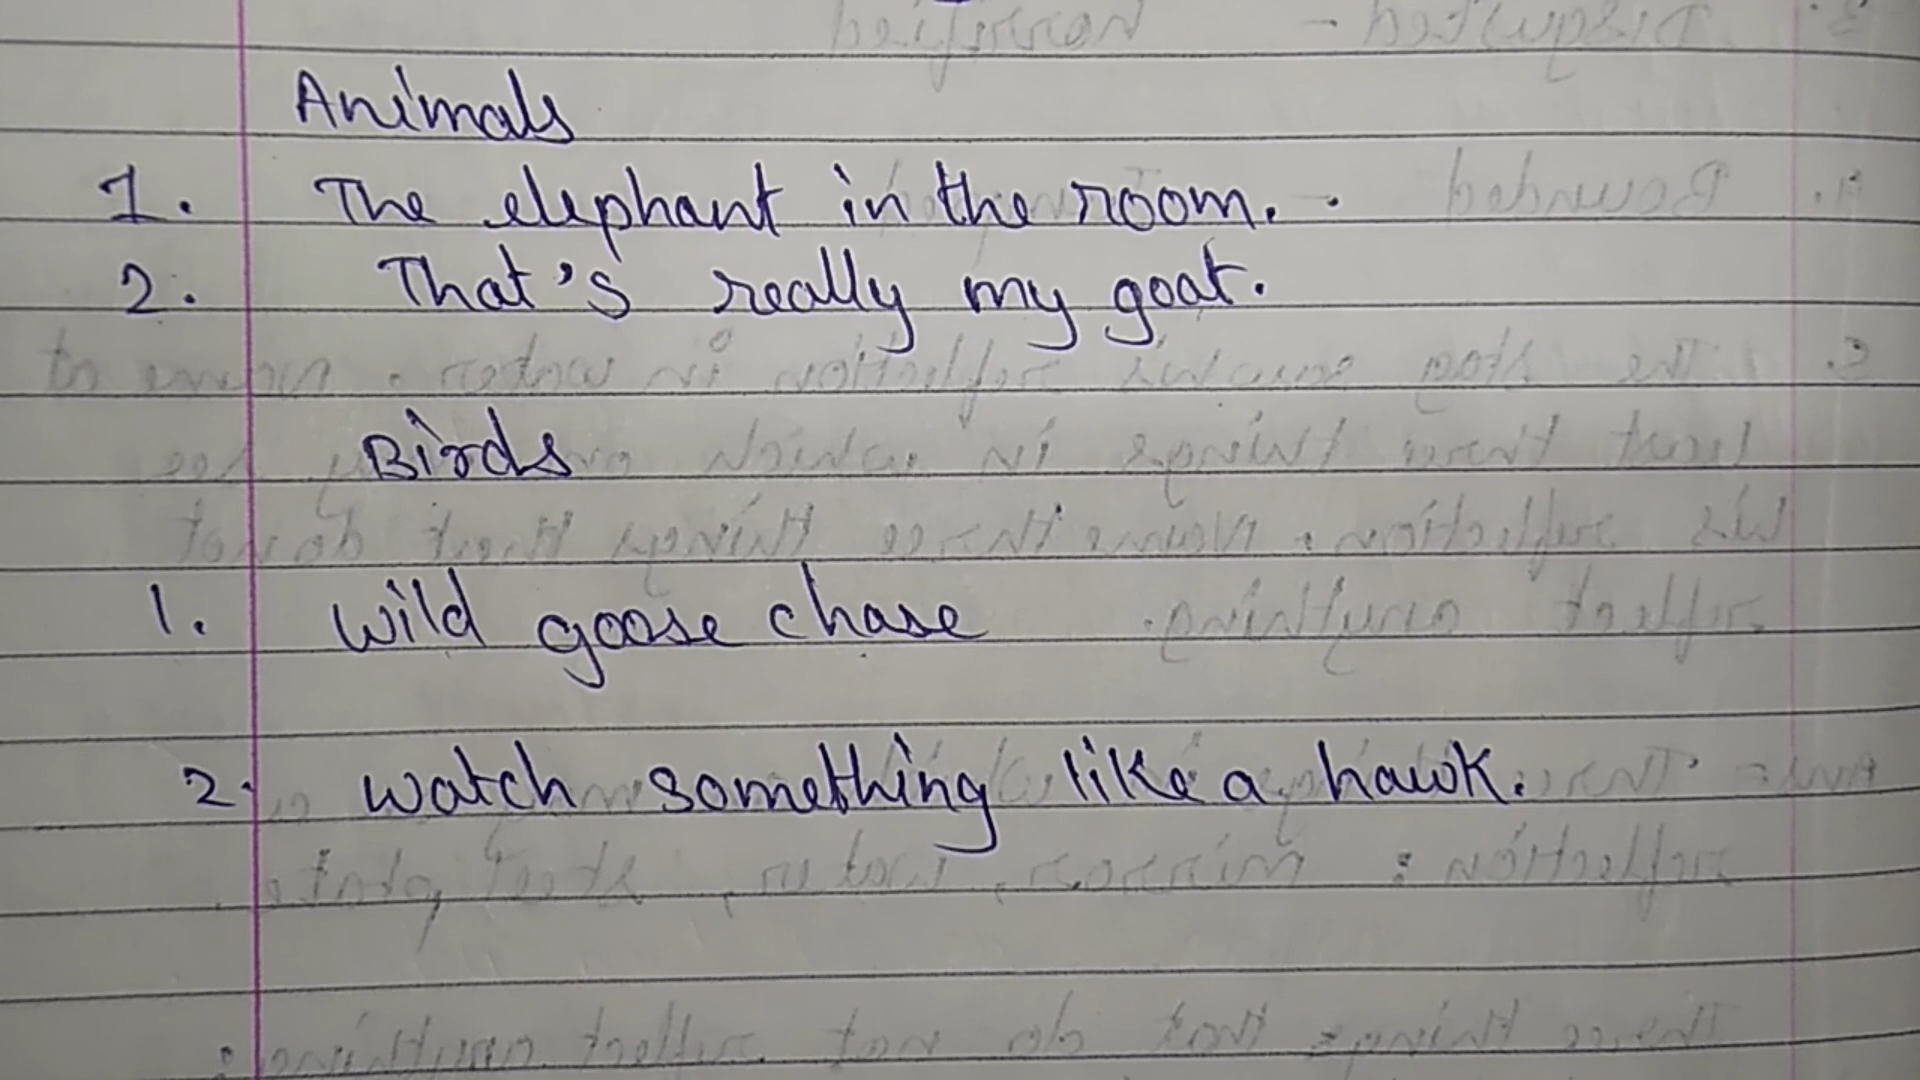 Animals
1. The elephant in the room.
2. That's really my goat.
Birds
1. Wild goose chase
2. Watch something like a hawk.